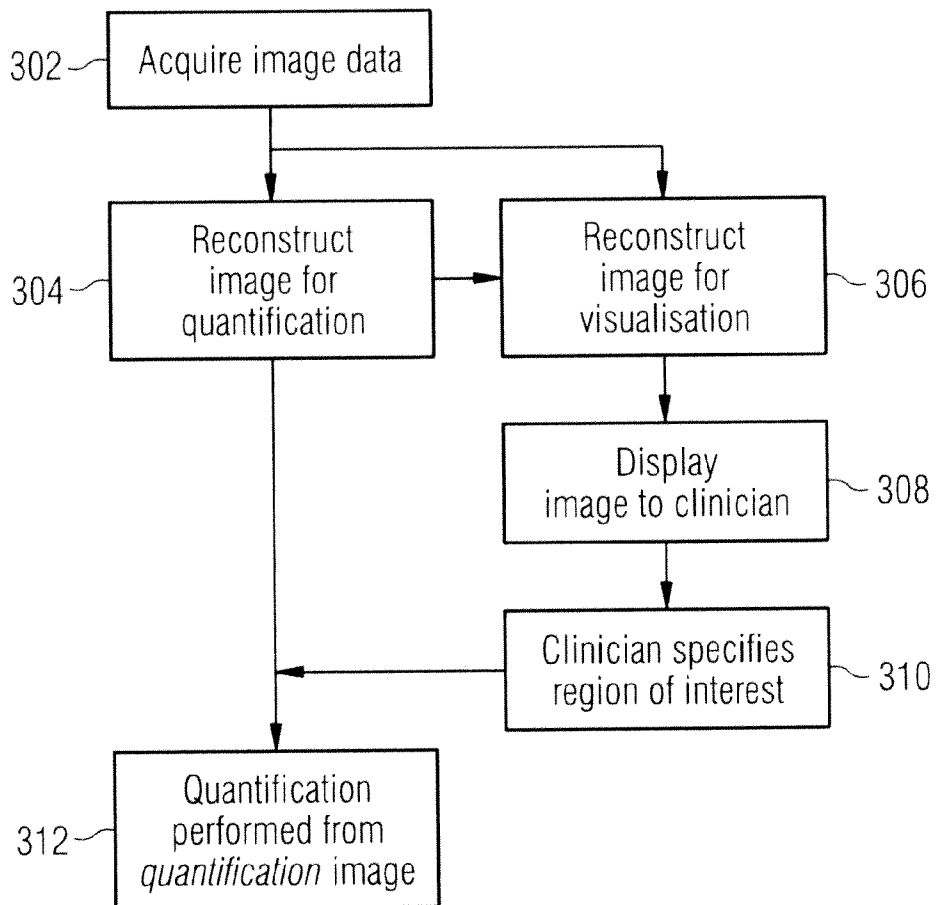 302
Acquire image data
304
Reconstruct
image for
quantification
Reconstruct
image for
visualisation
306
Display
image to clinician
308
Clinician specifies
region of interest
310
312
Quantification
performed from
quantification image